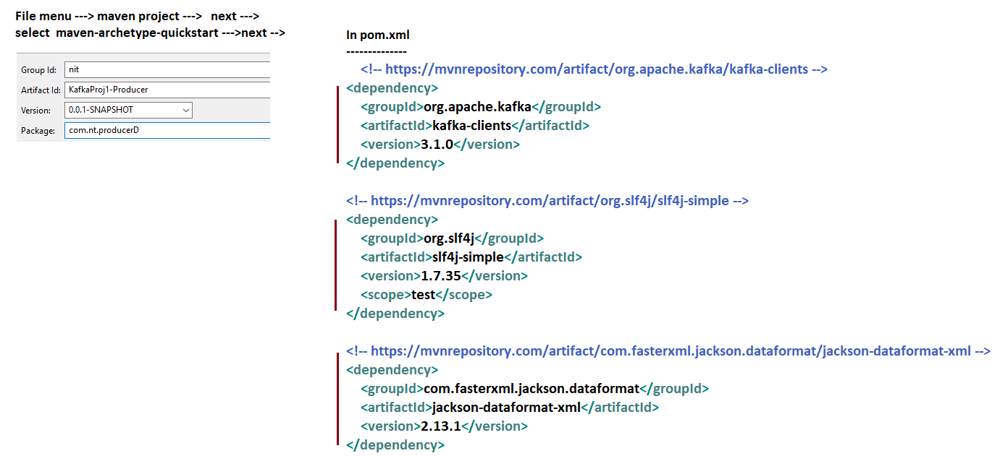 File menu ---> maven project --->   next --->
select  maven-archetype-quickstart --->next -->
Group Id: nit
Artifact Id: KafkaProj1-Producer
Version: 0.0.1-SNAPSHOT
Package: com.nt.producerD
In pom.xml
--------------
<!-- https://mvnrepository.com/artifact/org.apache.kafka/kafka-clients -->
<dependency>
<groupId>org.apache.kafka</groupId>
<artifactId>kafka-clients</artifactId>
<version>3.1.0</version>
</dependency>
<!-- https://mvnrepository.com/artifact/org.slf4j/slf4j-simple -->
<dependency>
<groupId>org.slf4j</groupId>
<artifactId>slf4j-simple</artifactId>
<version>1.7.35</version>
<scope>test</scope>
</dependency>
<!-- https://mvnrepository.com/artifact/com.fasterxml.jackson.dataformat/jackson-dataformat-xml -->
<dependency>
<groupId>com.fasterxml.jackson.dataformat</groupId>
<artifactId>jackson-dataformat-xml</artifactId>
<version>2.13.1</version>
</dependency>